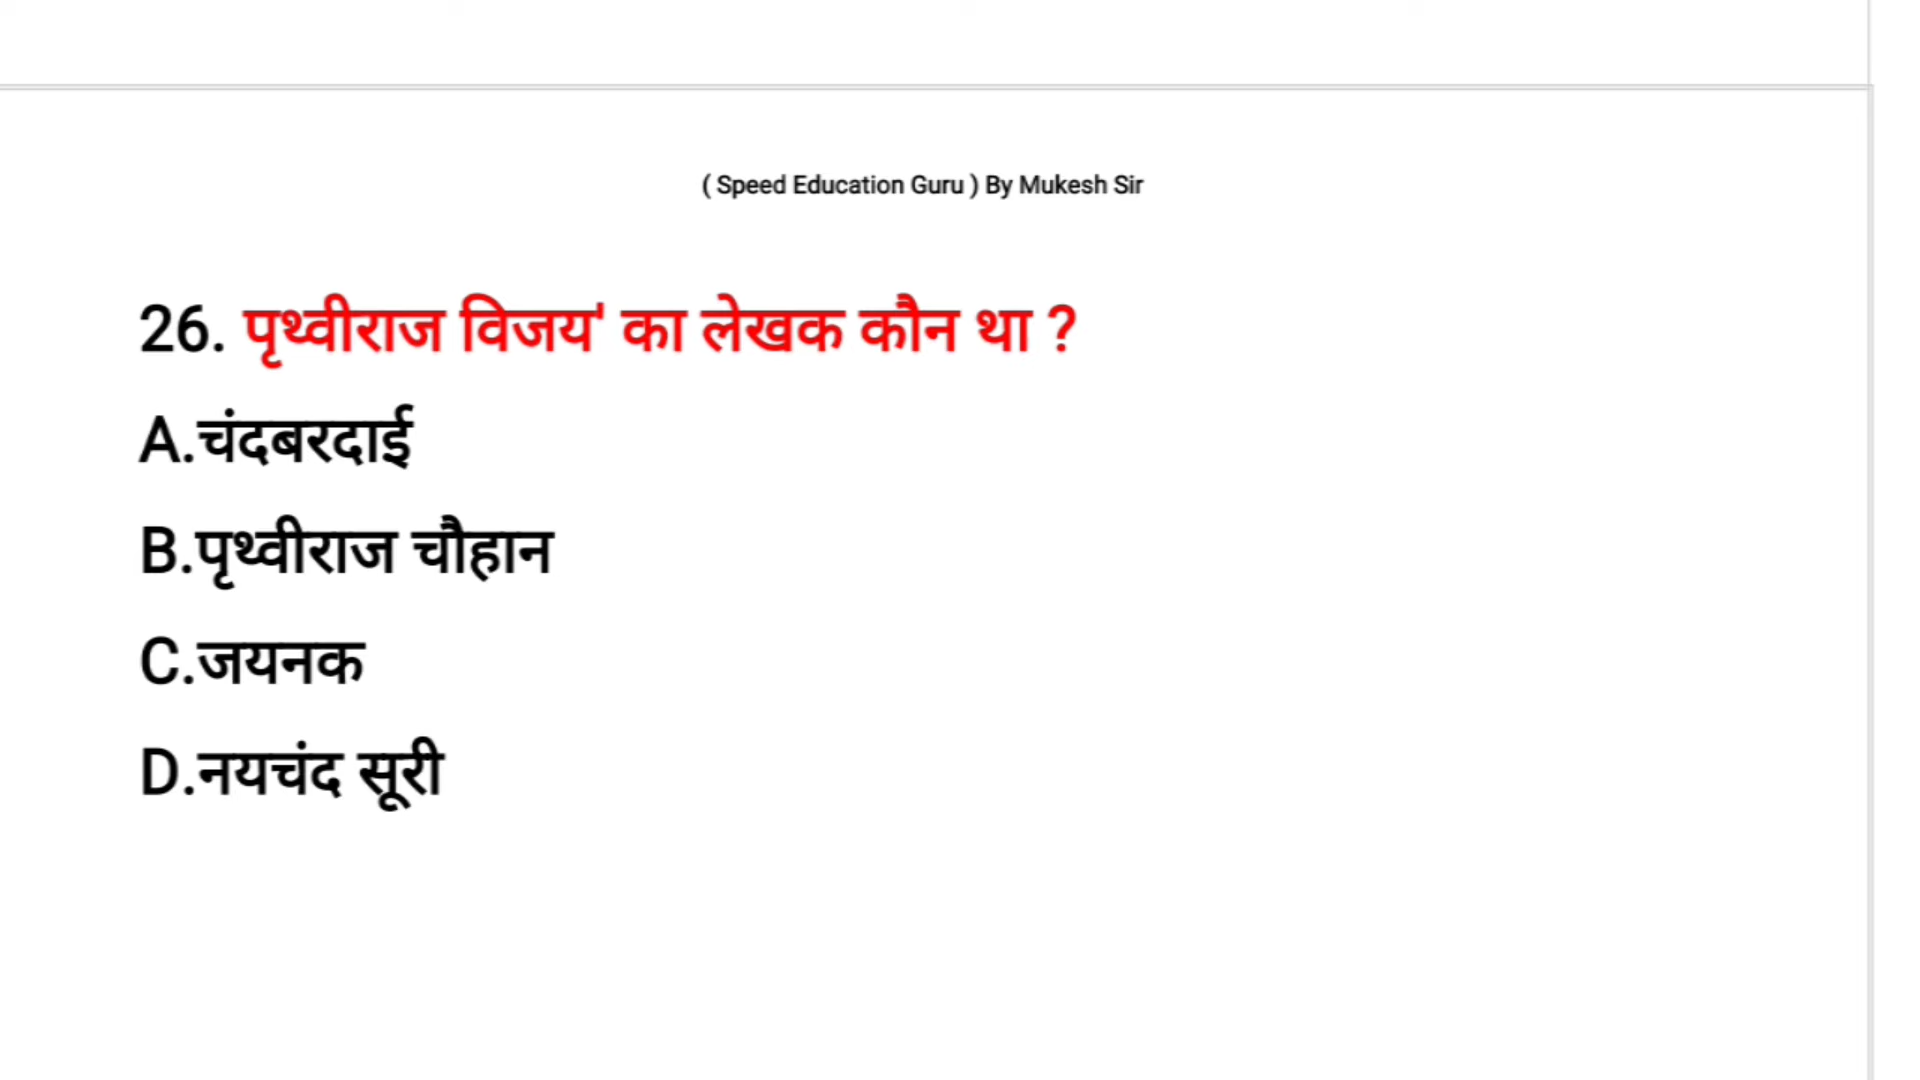 ( Speed Education Guru ) By Mukesh Sir
26. पृथ्वीराज विजय' का लेखक कौन था ?
A.चंदबरदाई
B.पृथ्वीराज चौहान
C.जयनक
D.नयचंद सूरी